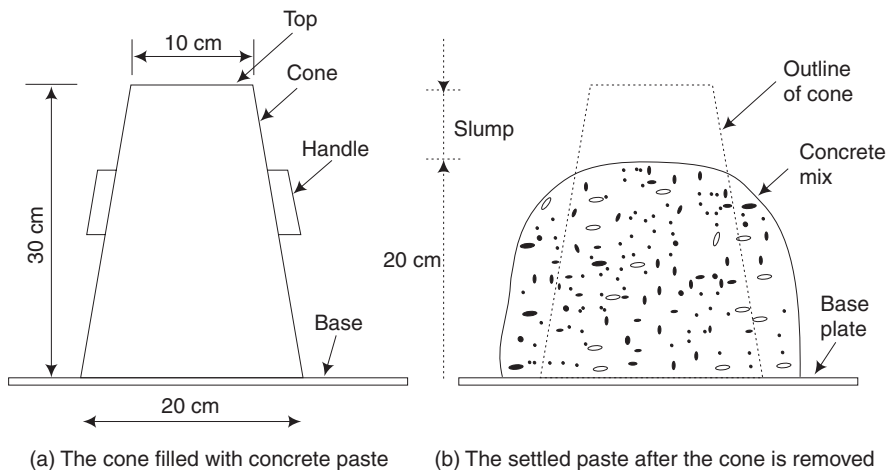 Top
10 cm
Cone
Handle
30 cm
Base
20 cm
(a) The cone filled with concrete paste
Outline
of cone
Slump
Concrete
mix
20 cm
Base
plate
(b) The settled paste after the cone is removed